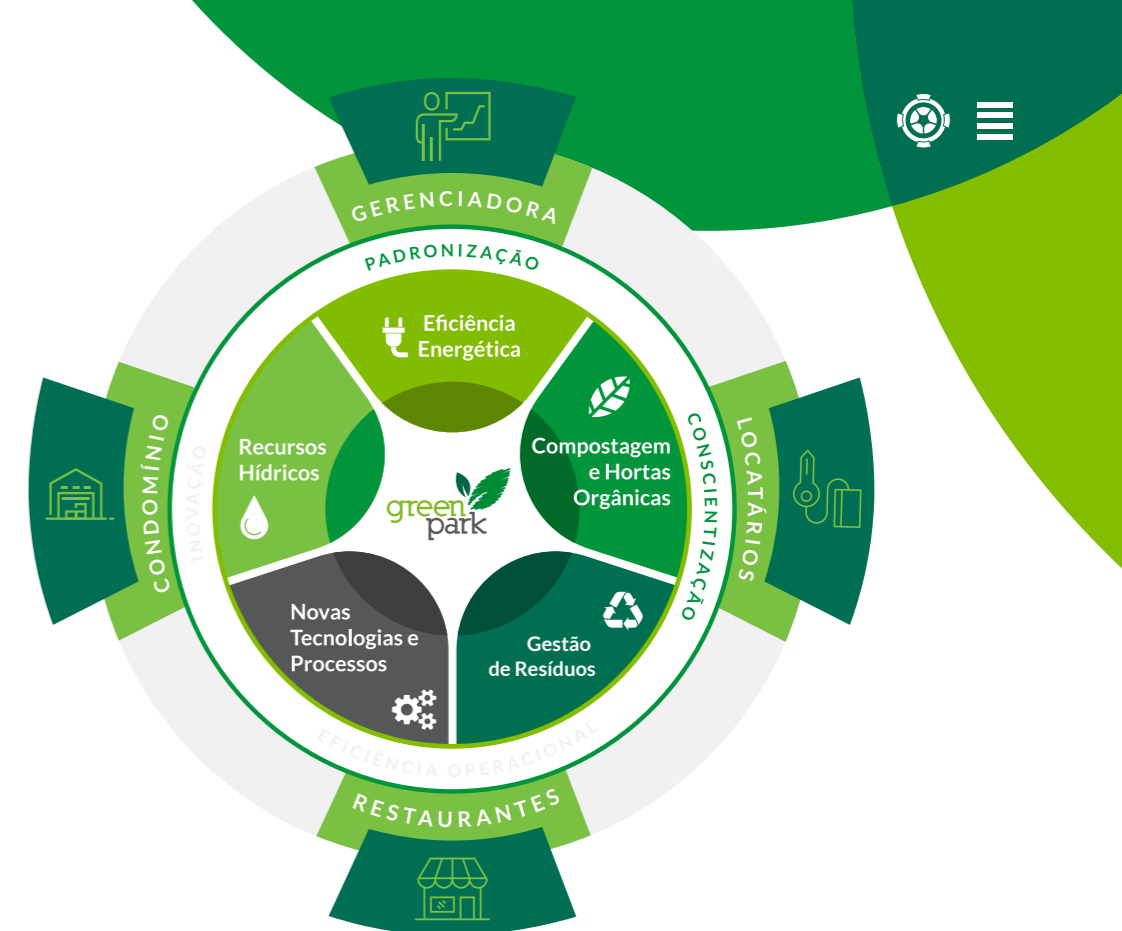 GERENCIADORA
PADRONIZAÇÃO
Eficiência
Energética
Recursos
Hídricos
Compostagem
e Hortas
Orgânicas
CONDOMÍNIO
INOVAÇÃO
green
park
CONSCIENTIZAÇÃO
LOCATÁRIOS
Novas
Tecnologias e
Processos
Gestão
de Resíduos
EFICIÊNCIA OPERACIONAL
RESTAURANTES